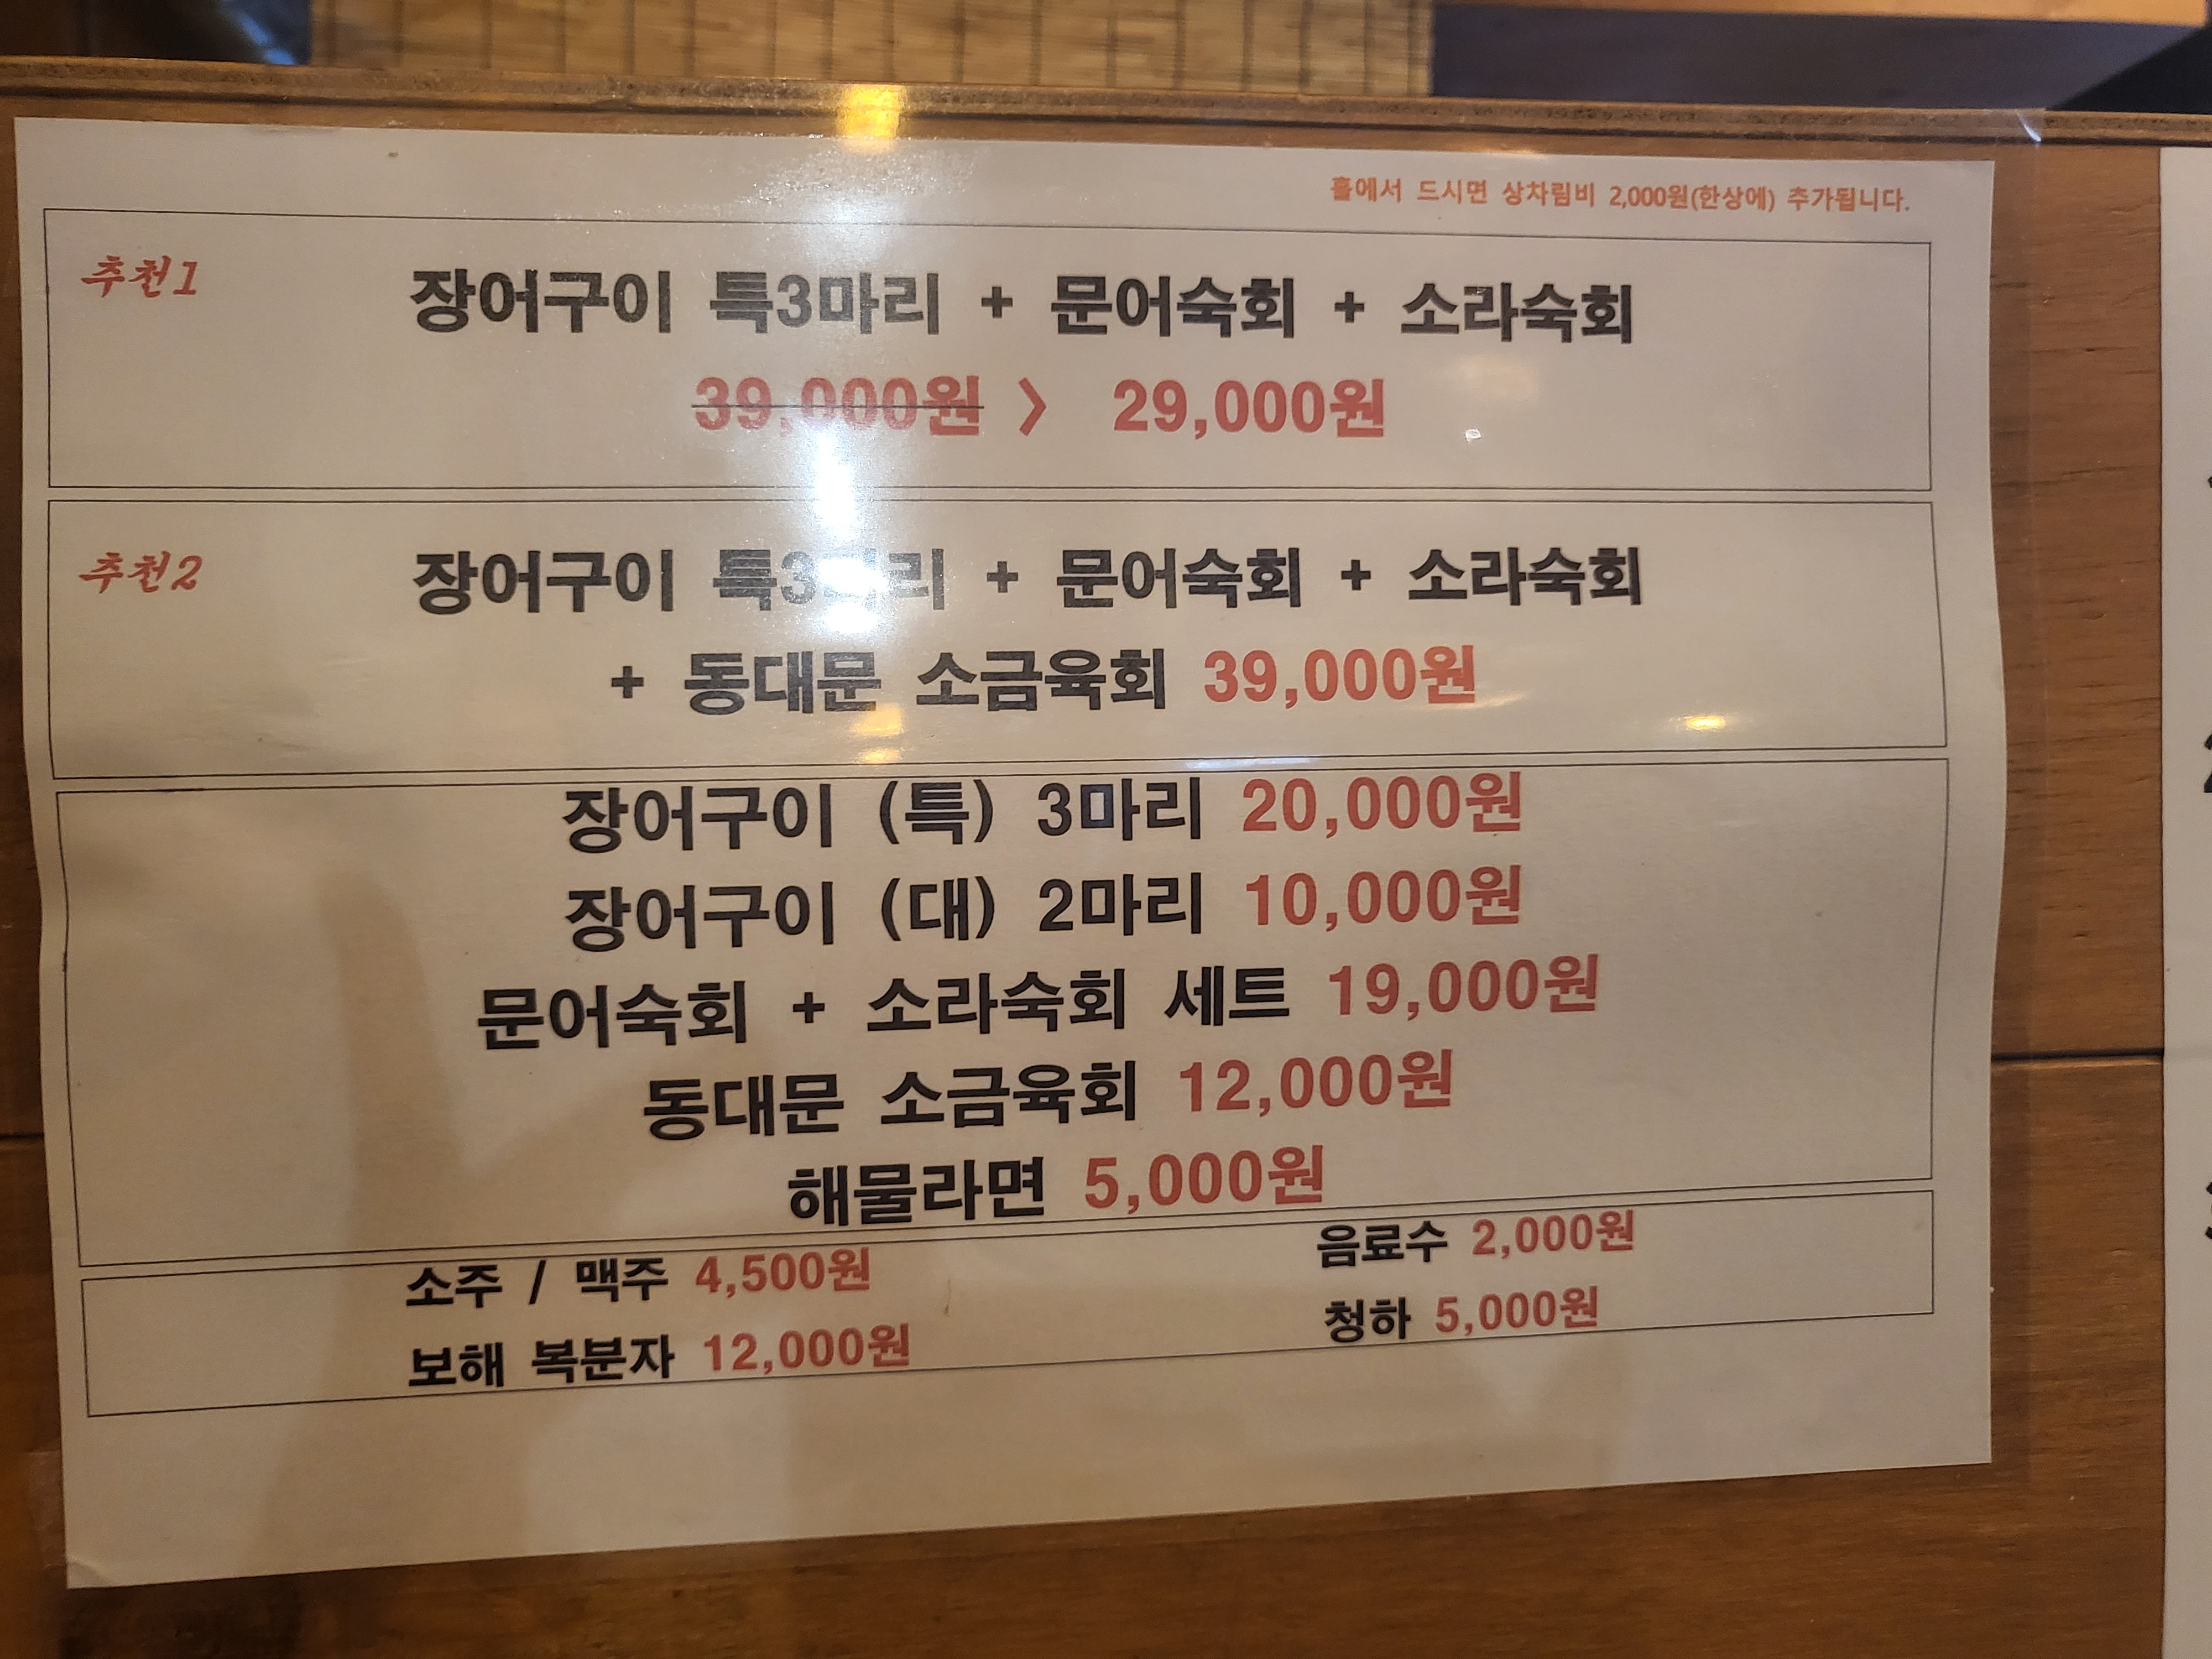 홀에서 드시면 상차림비 2,000원(한상에) 추가됩니다.
추천1
장어구이 특3마리 + 문어숙회 + 소라숙회
39,000원 > 29,000원
추천2
장어구이 특3마리 + 문어숙회 + 소라숙회
+ 동대문 소금육회 39,000원
장어구이 (특) 3마리 20,000원
장어구이 (대) 2마리 10,000원
문어숙회 + 소라숙회 세트 19,000원
동대문 소금육회 12,000원
해물라면 5,000원
소주 / 맥주 4,500원
음료수 2,000원
보해 복분자 12,000원
청하 5,000원